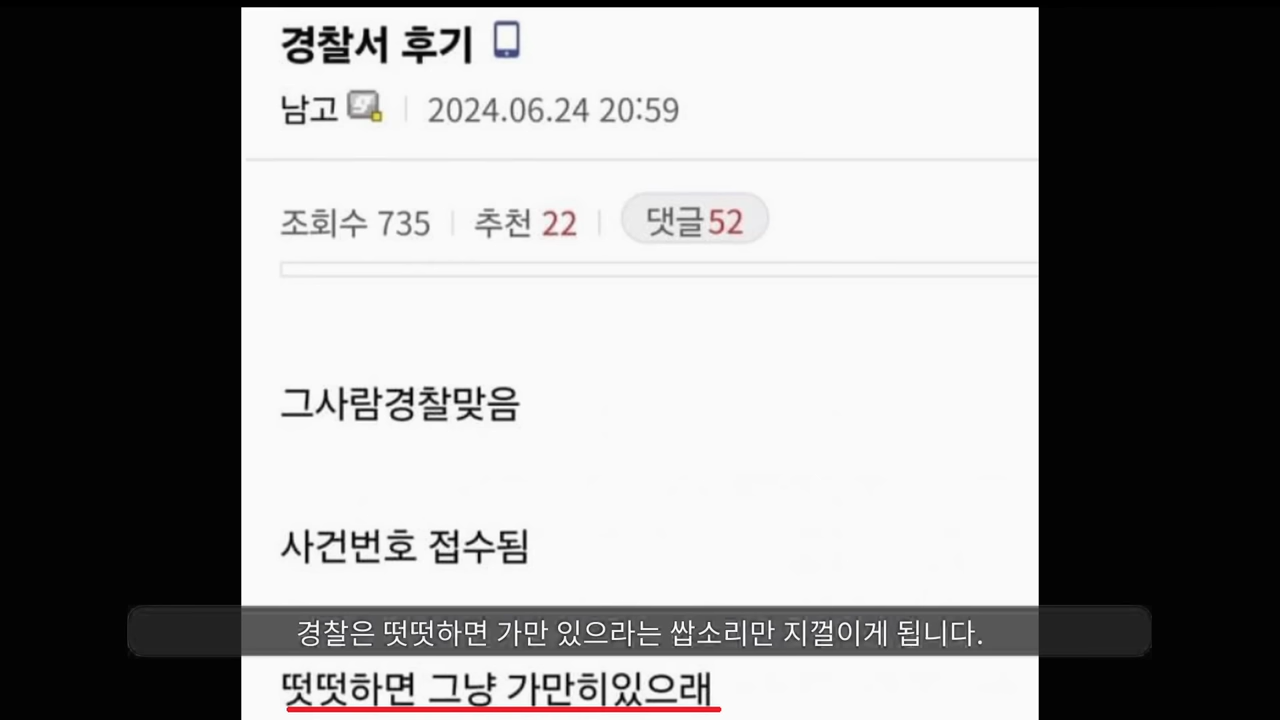 경찰서 후기
남고 2024.06.24 20:59
조회수 735 추천 22 댓글 52
그사람경찰맞음
사건번호 접수됨
경찰은 떳떳하면 가만 있으라는 쌉소리만 지껄이게 됩니다.
떳떳하면 그냥 가만히있으래